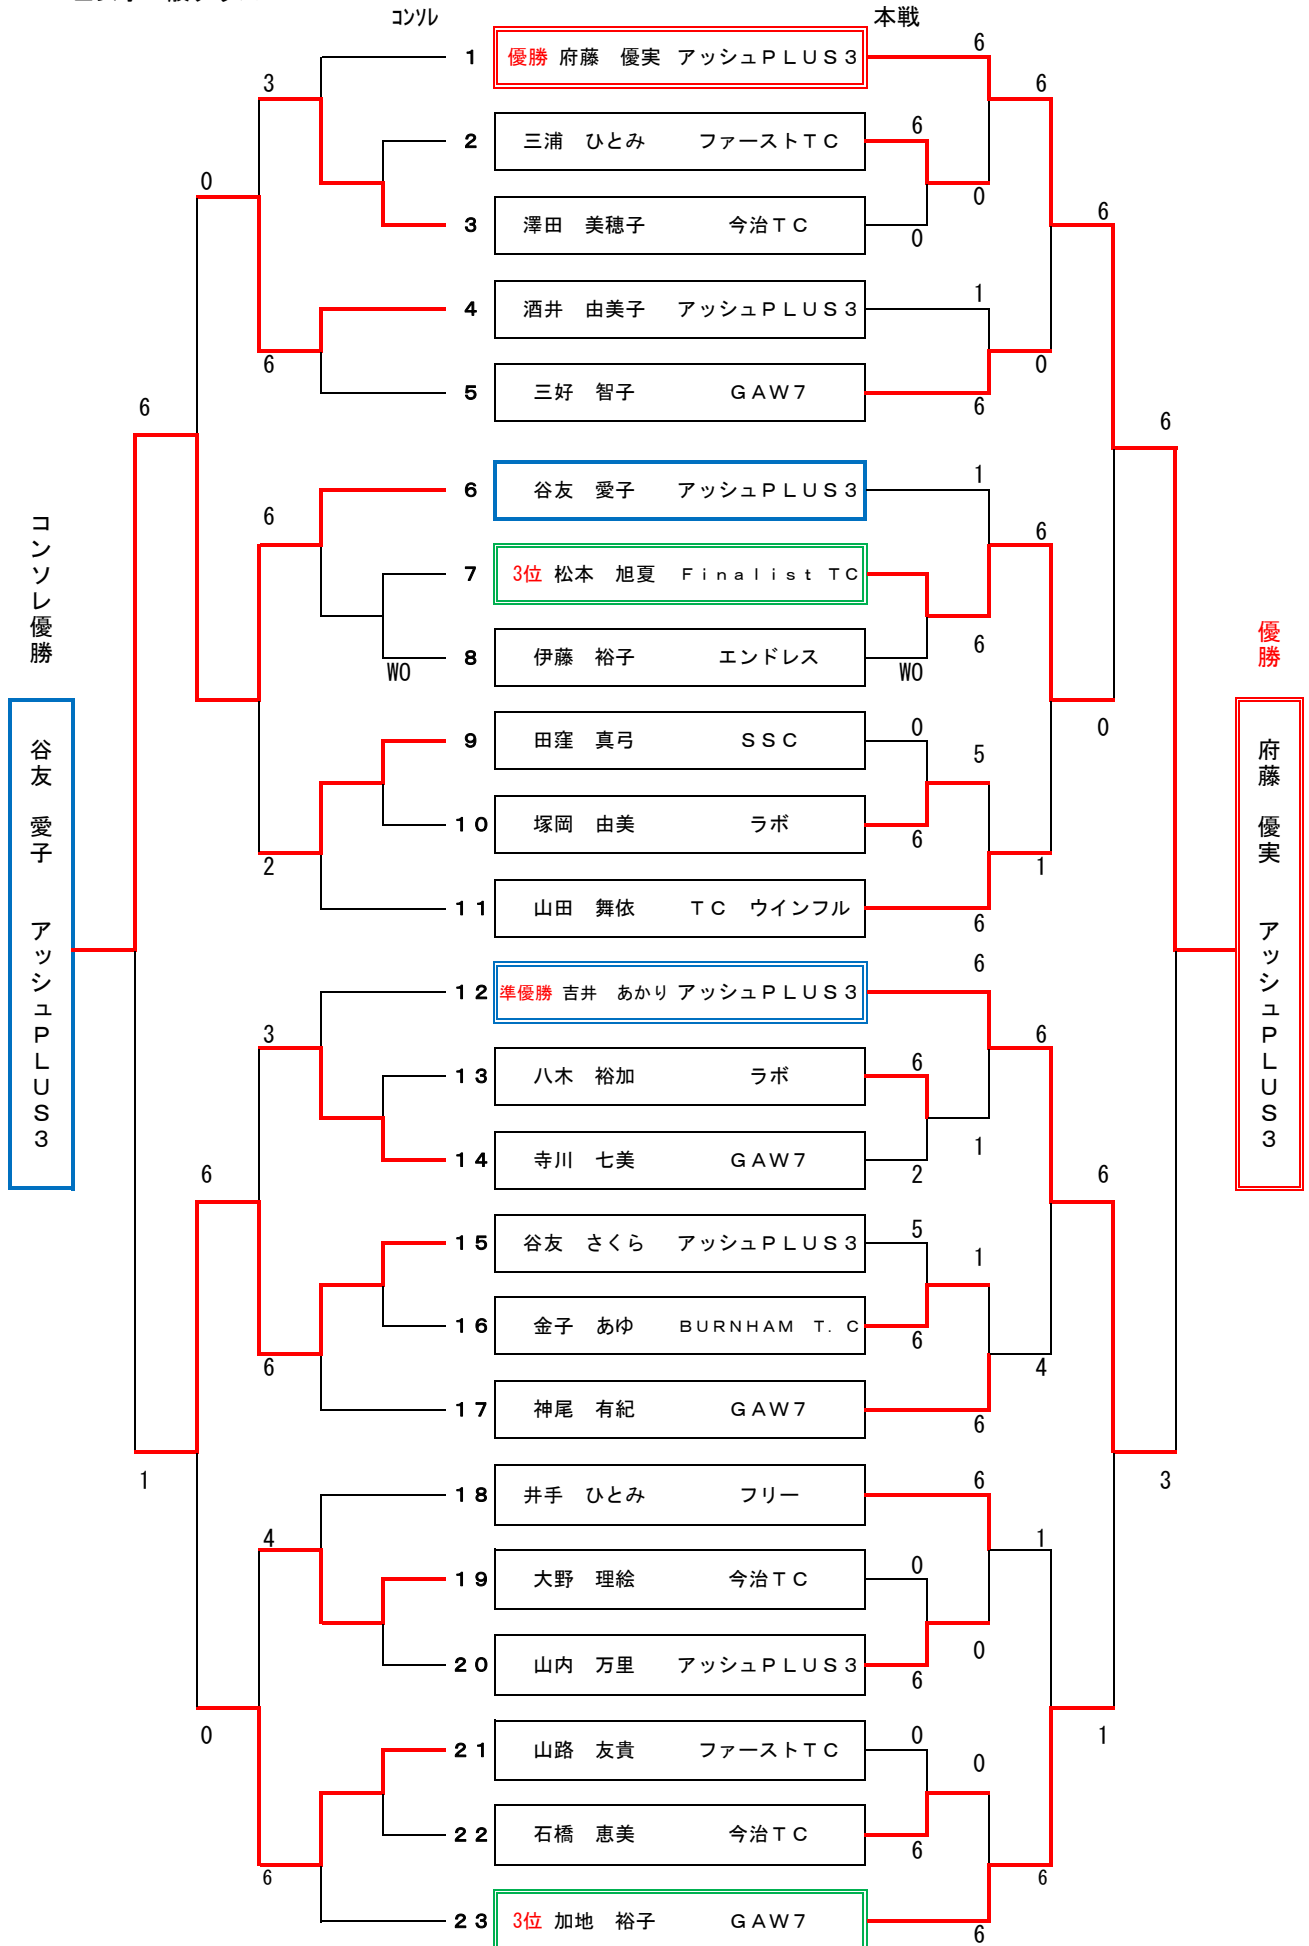 コンソル 本戦
1 優勝 府藤 優実 アッシュＰＬＵＳ３ 6
3 6
2 三浦 ひとみ ファーストＴＣ 6
0 0
3 澤田 美穂子 今治ＴＣ 0 6
4 酒井 由美子 アッシュＰＬＵＳ３ 1
6 0
5 三好 智子 ＧＡＷ７ 6
6 6
6 谷友 愛子 アッシュＰＬＵＳ３ 1
6 6
7 3位 松本 旭夏 Ｆｉｎａｌｉｓｔ ＴＣ
6
8 伊藤 裕子 エンドレス
WO WO
9 田窪 真弓 ＳＳＣ 0 0
5
10 塚岡 由美 ラボ 6
2 1
11 山田 舞依 ＴＣ ウインフル 6
12 準優勝 吉井 あかり アッシュＰＬＵＳ３ 6
3 6
13 八木 裕加 ラボ 6
1
14 寺川 七美 ＧＡＷ７ 2
6 6
15 谷友 さくら アッシュＰＬＵＳ３ 5
1
16 金子 あゆ ＢＵＲＮＨＡＭ Ｔ．Ｃ 6
6 4
17 神尾 有紀 ＧＡＷ７ 6
1 3
18 井手 ひとみ フリー 6
4 1
19 大野 理絵 今治ＴＣ 0
0
20 山内 万里 アッシュＰＬＵＳ３ 6
0 1
21 山路 友貴 ファーストＴＣ 0
0
22 石橋 恵美 今治ＴＣ 6
6 6
23 3位 加地 裕子 ＧＡＷ７ 6
コンソレ優勝
谷友 愛子 アッシュＰＬＵＳ３
優勝
府藤 優実 アッシュＰＬＵＳ３